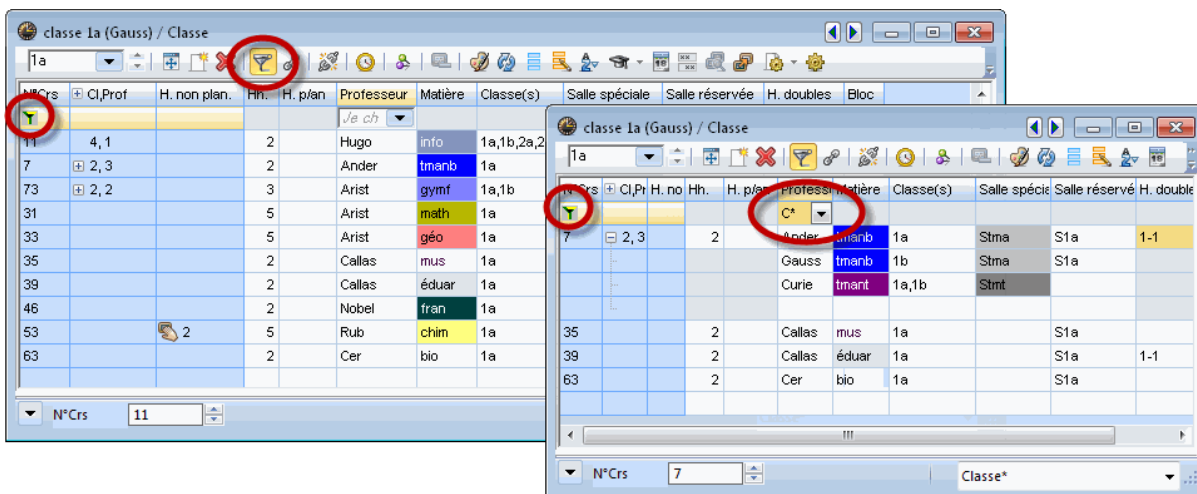 classe 1a (Gauss) / Classe
1a
N°Crs Cl,Prof H. non plan. Hh. H. p/an Professeur Matière Classe(s) Salle spéciale Salle réservée H. doubles Bloc
Je ch
11 4, 1 2 Hugo info 1a,1b,2a,2
7 2, 3 2 Ander tmanb 1a
73 2, 2 3 Arist gymf 1a,1b
31 5 Arist math 1a
33 5 Arist géo 1a
35 2 Callas mus 1a
39 2 Callas éduar 1a
46 2 Nobel fran 1a
53 2 5 Rub chim 1a
63 2 Cer bio 1a
N°Crs 11
classe 1a (Gauss) / Classe
1a
N°Crs Cl,Pr H. no Hh. H. p/an Professi Matière Classe(s) Salle spécia Salle réservé H. double
C*
7 2, 3 2 Ander tmanb 1a Stma S1a 1-1
Gauss tmanb 1b Stma S1a
Curie tmant 1a,1b Stmt
35 2 Callas mus 1a S1a
39 2 Callas éduar 1a S1a 1-1
63 2 Cer bio 1a S1a
N°Crs 7 Classe*